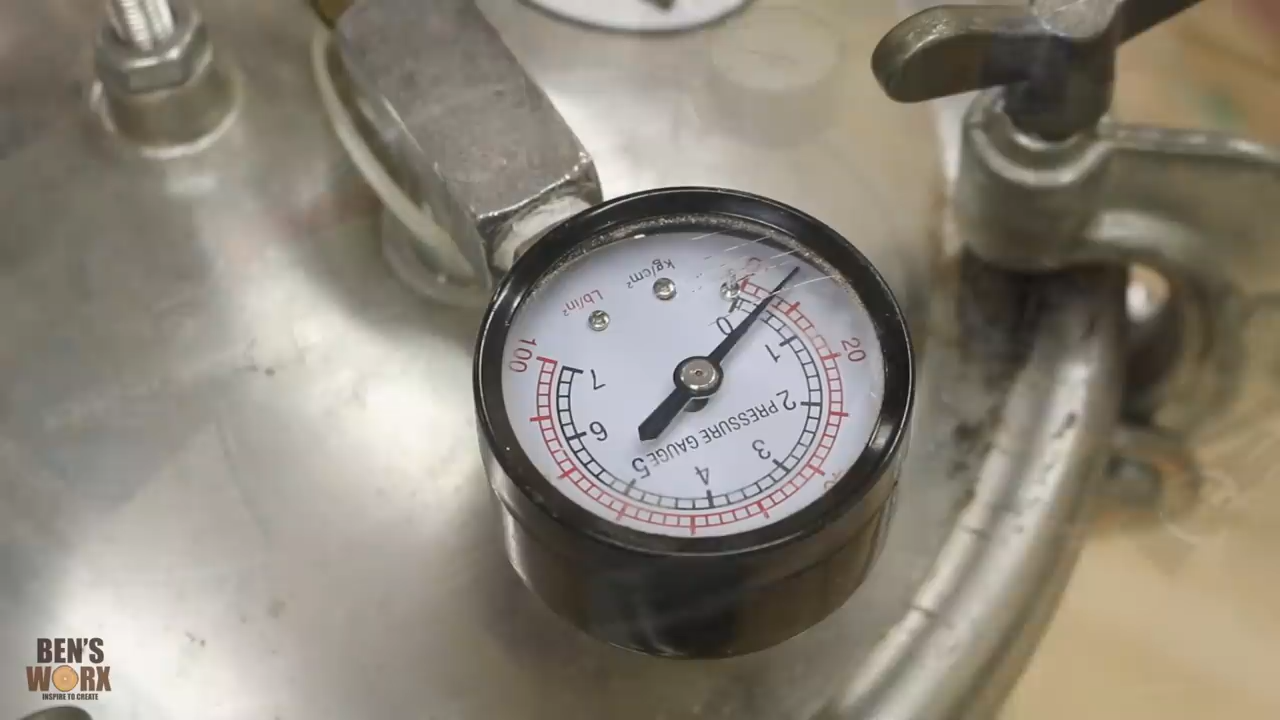 kg/cm²
Lb/in²
0
1
2
3
4
5
6
7
20
100
PRESSURE GAUGE
BEN'S
WORX
INSPIRE TO CREATE